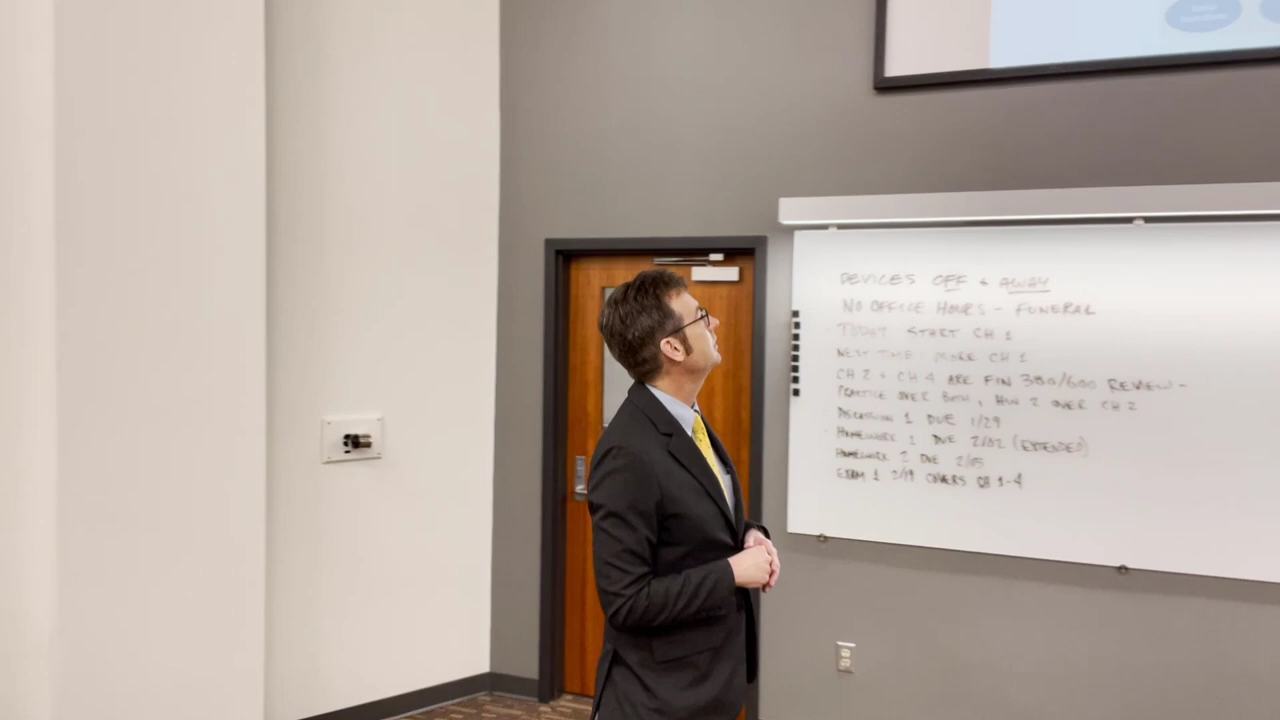 DEVICES OFF & AWAY
NO OFFICE HOURS - FUNERAL
TODAY START CH 1
NEXT TIME: MORE CH 1
CH 2 + CH 4 ARE FIN 380/600 REVIEW -
PRACTICE OVER BOTH, HW 2 OVER CH 2
DISCUSSION 1 DUE 1/29
HOMEWORK 1 DUE 2/02 (EXTENDED)
HOMEWORK 2 DUE 2/05
EXAM 1 2/19 COVERS CH 1-4